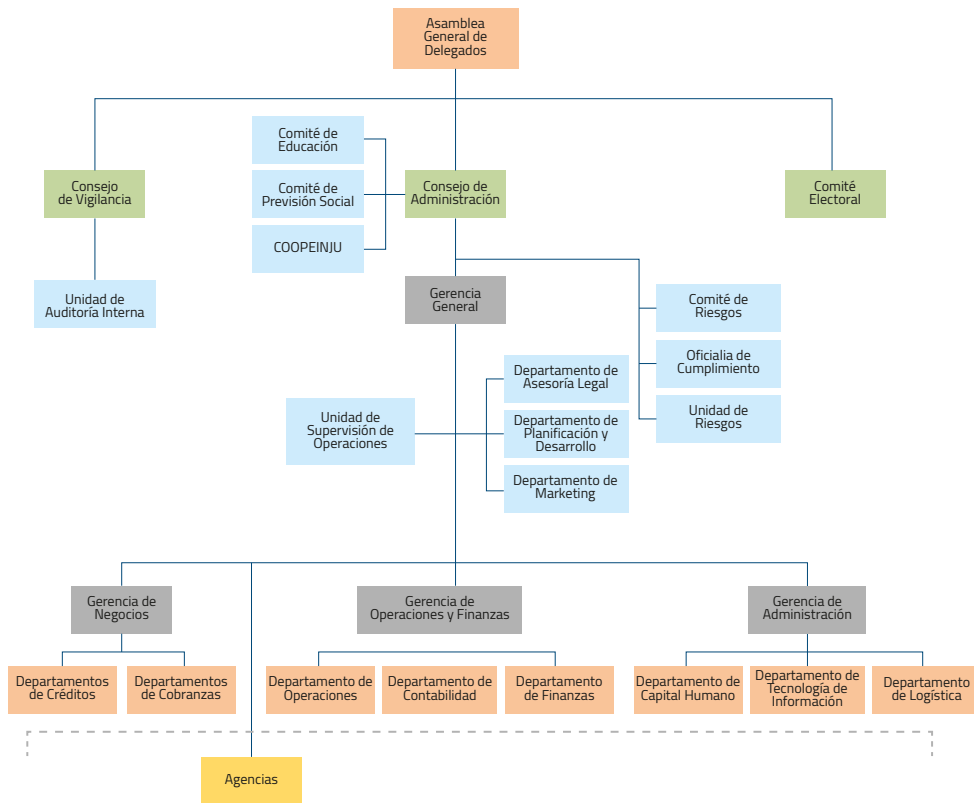 Asamblea
General de
Delegados
Comité de
Educación
Consejo
de Vigilancia
Comité de
Previsión Social
Consejo de
Administración
Comité
Electoral
COOPEINJU
Unidad de
Auditoría Interna
Gerencia
General
Comité de
Riesgos
Oficialia de
Cumplimiento
Unidad de
Riesgos
Departamento de
Asesoría Legal
Unidad de
Supervisión de
Operaciones
Departamento de
Planificación y
Desarrollo
Departamento de
Marketing
Gerencia de
Negocios
Gerencia de
Operaciones y Finanzas
Gerencia de
Administración
Departamentos
de Créditos
Departamentos
de Cobranzas
Departamento de
Operaciones
Departamento de
Contabilidad
Departamento
de Finanzas
Departamento de
Capital Humano
Departamento de
Tecnología de
Información
Departamento
de Logística
Agencias